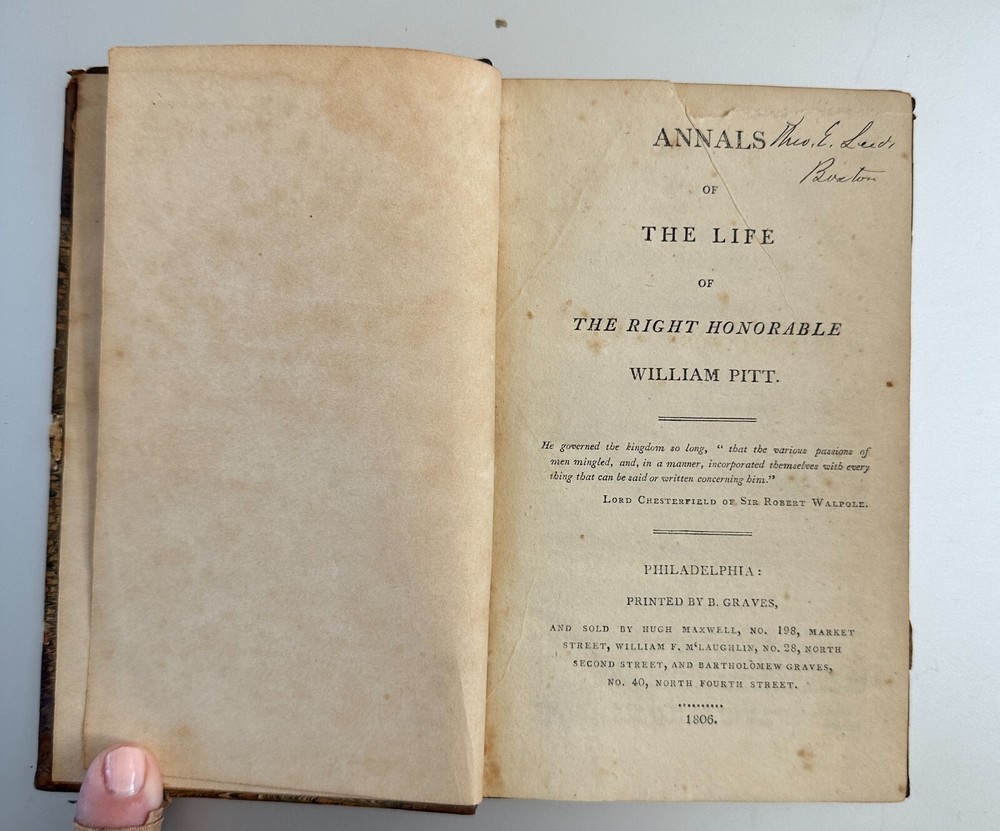 ANNALS Theo. E.
Boston
OF
THE LIFE
OF
THE RIGHT HONORABLE
WILLIAM PITT.
He governed the kingdom so long, “ that the various passions of
men mingled, and, in a manner, incorporated themselves with every
thing that can be said or written concerning him.”
LORD CHESTERFIELD OF SIR ROBERT WALPOLE.
PHILADELPHIA:
PRINTED BY B. GRAVES,
AND SOLD BY HUGH MAXWELL, NO. 198, MARKET
STREET, WILLIAM F. M‘LAUGHLIN, NO. 28, NORTH
SECOND STREET, AND BARTHOLOMEW GRAVES,
NO. 40, NORTH FOURTH STREET.
1806.